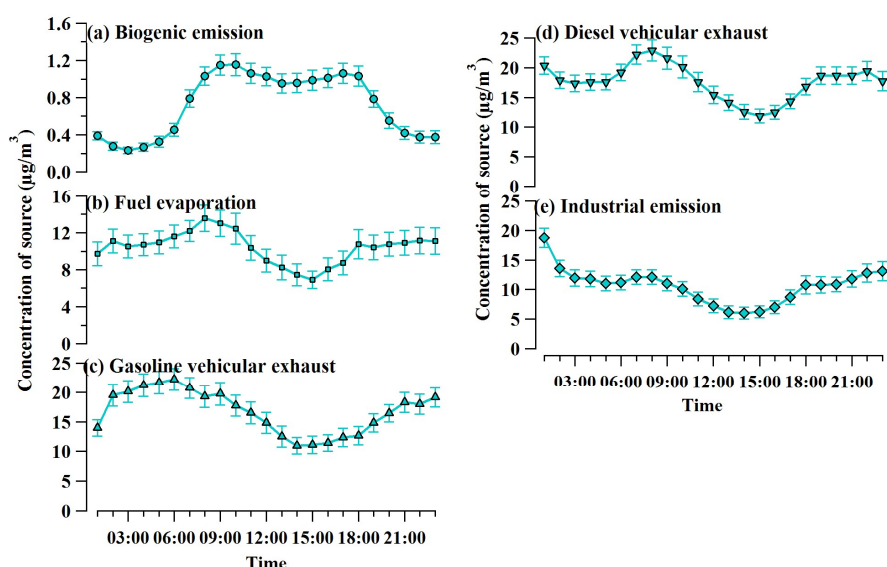 (a) Biogenic emission
1.6
1.2
0.8
0.4
0.0
(b) Fuel evaporation
16
12
8
4
0
(c) Gasoline vehicular exhaust
25
20
15
10
5
0
03:00 06:00 09:00 12:00 15:00 18:00 21:00
Time
Concentration of source (μg/m³)
(d) Diesel vehicular exhaust
25
20
15
10
5
0
(e) Industrial emission
25
20
15
10
5
0
03:00 06:00 09:00 12:00 15:00 18:00 21:00
Time
Concentration of source (μg/m³)